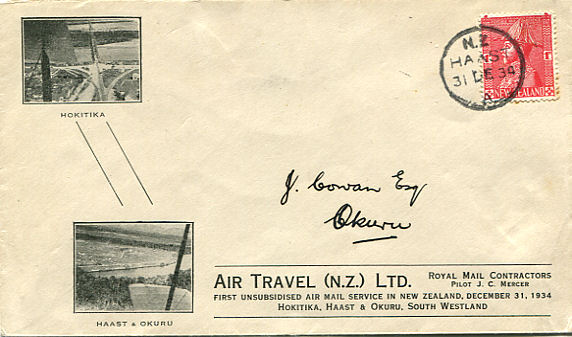 N.Z
HAAST
31 DE 34
A
NEW ZEALAND
HOKITIKA
J. Cowan Esq
Okuru
HAAST & OKURU
AIR TRAVEL (N.Z.) LTD.
ROYAL MAIL CONTRACTORS
PILOT J. C. MERCER
FIRST UNSUBSIDISED AIR MAIL SERVICE IN NEW ZEALAND, DECEMBER 31, 1934
HOKITIKA, HAAST & OKURU, SOUTH WESTLAND